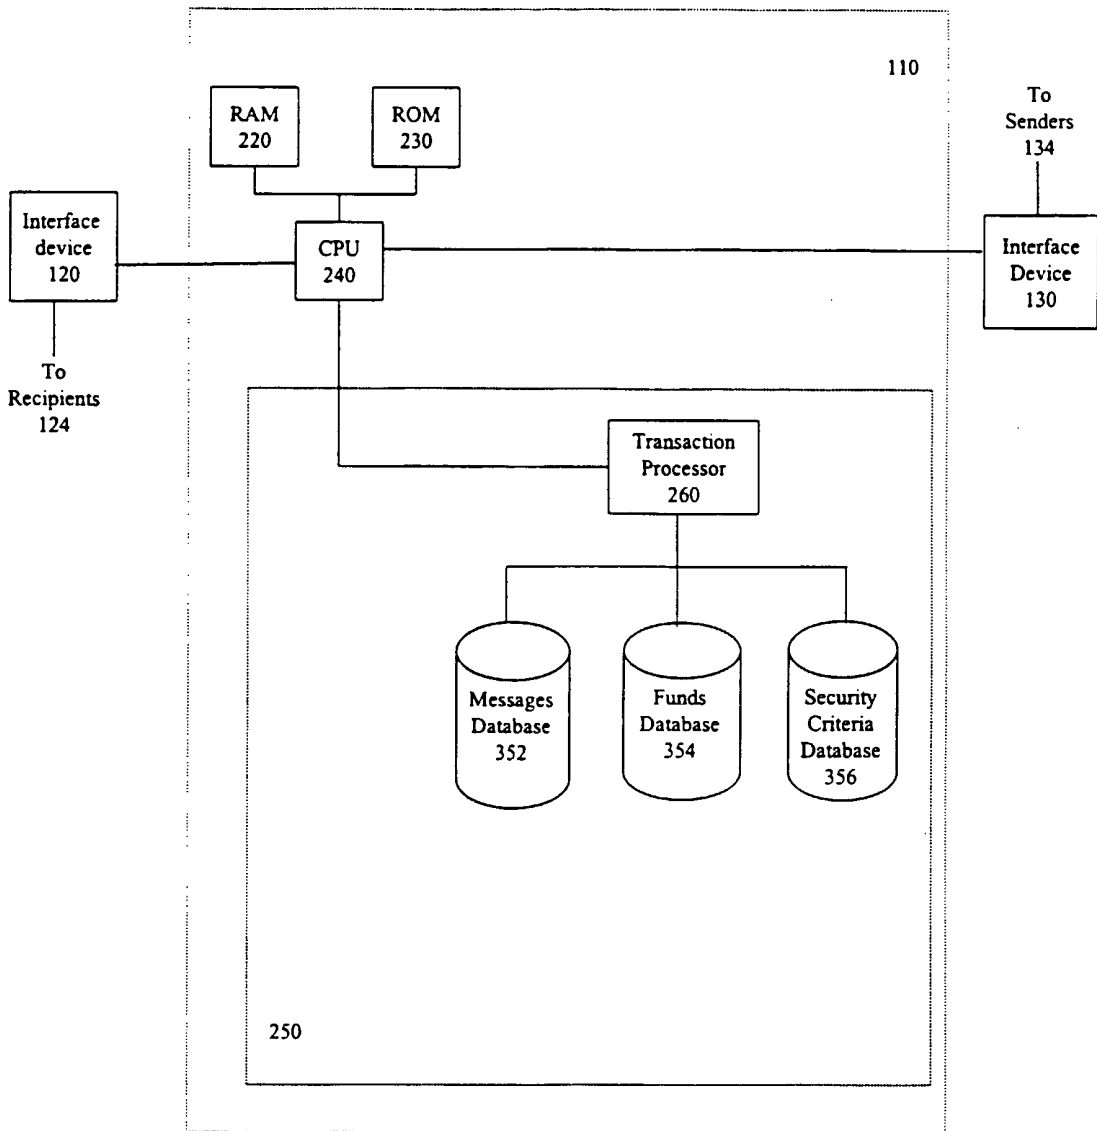 110
RAM
220
ROM
230
To
Senders
134
Interface
device
120
CPU
240
Interface
Device
130
To
Recipients
124
Transaction
Processor
260
Messages
Database
352
Funds
Database
354
Security
Criteria
Database
356
250